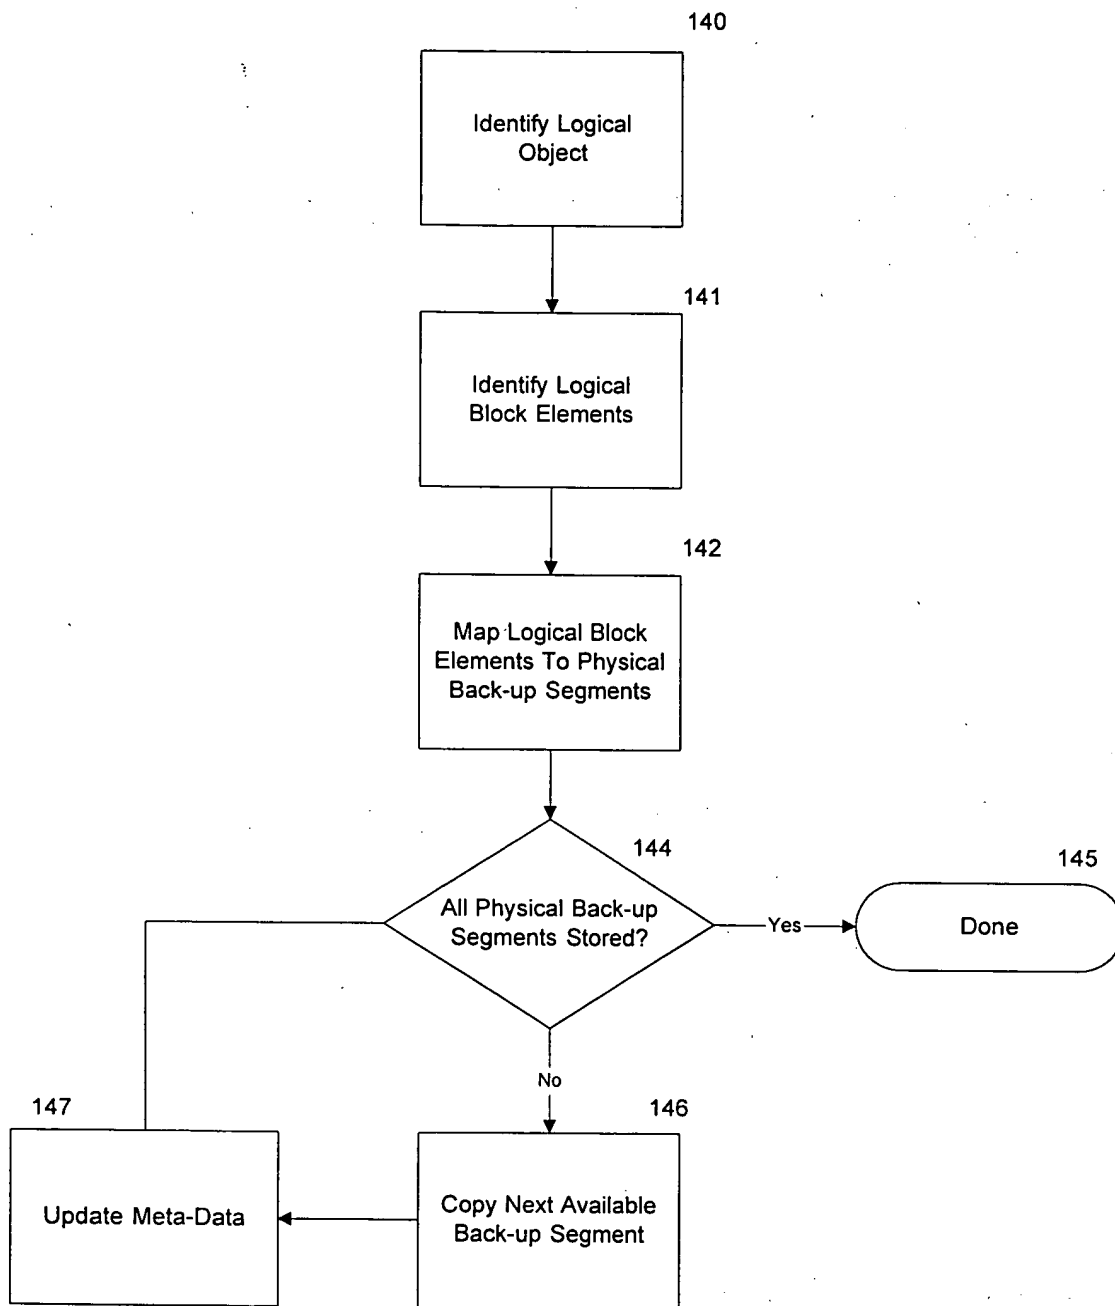 140
Identify Logical
Object
141
Identify Logical
Block Elements
142
Map Logical Block
Elements To Physical
Back-up Segments
144
All Physical Back-up
Segments Stored?
Yes
145
Done
No
147
Update Meta-Data
146
Copy Next Available
Back-up Segment